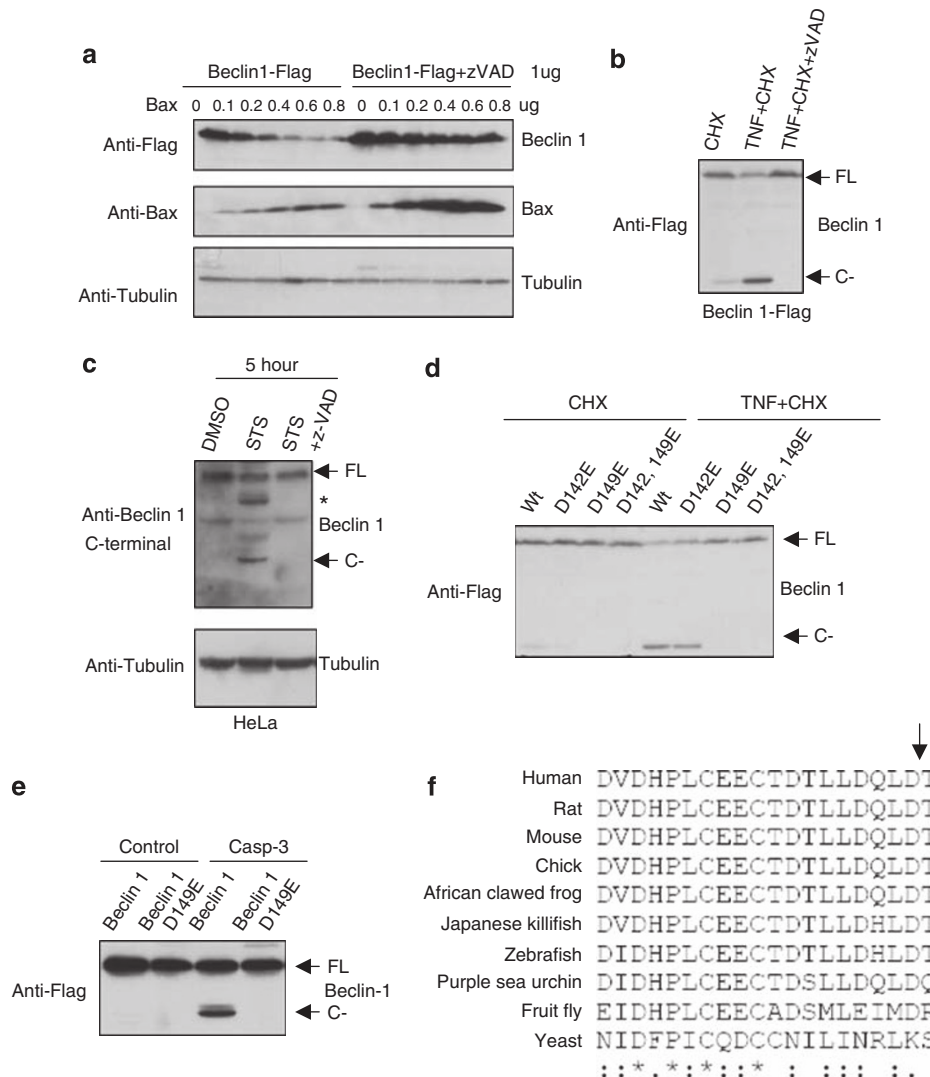 a
Beclin1-Flag Beclin1-Flag+zVAD 1ug
Bax 0 0.1 0.2 0.4 0.6 0.8 0 0.1 0.2 0.4 0.6 0.8 ug
Anti-Flag Beclin 1
Anti-Bax Bax
Anti-Tubulin Tubulin
b
CHX TNF+CHX TNF+CHX+zVAD
FL
Anti-Flag Beclin 1
C-
Beclin 1-Flag
c
5 hour
DMSO STS STS +z-VAD
FL
*
Anti-Beclin 1 Beclin 1
C-terminal
C-
Anti-Tubulin Tubulin
HeLa
d
CHX TNF+CHX
Wt D142E D149E D142, 149E Wt D142E D149E D142, 149E
FL
Anti-Flag Beclin 1
C-
e
Control Casp-3
Beclin 1 Beclin 1 D149E Beclin 1 Beclin 1 D149E
FL
Anti-Flag Beclin-1
C-
f
Human DVDHPLCEECTDTLLDQLDT
Rat DVDHPLCEECTDTLLDQLDT
Mouse DVDHPLCEECTDTLLDQLDT
Chick DVDHPLCEECTDTLLDQLDT
African clawed frog DVDHPLCEECTDTLLDQLDT
Japanese killifish DVDHPLCEECTDTLLDHLDT
Zebrafish DIDHPLCEECTDTLLDHLDT
Purple sea urchin DIDHPLCEECTDSLLDQLDQ
Fruit fly EIDHPLCEECADSMLEIMD
Yeast NIDFPICQDCCNILINRLKS
::*.*:*::* : ::: :.